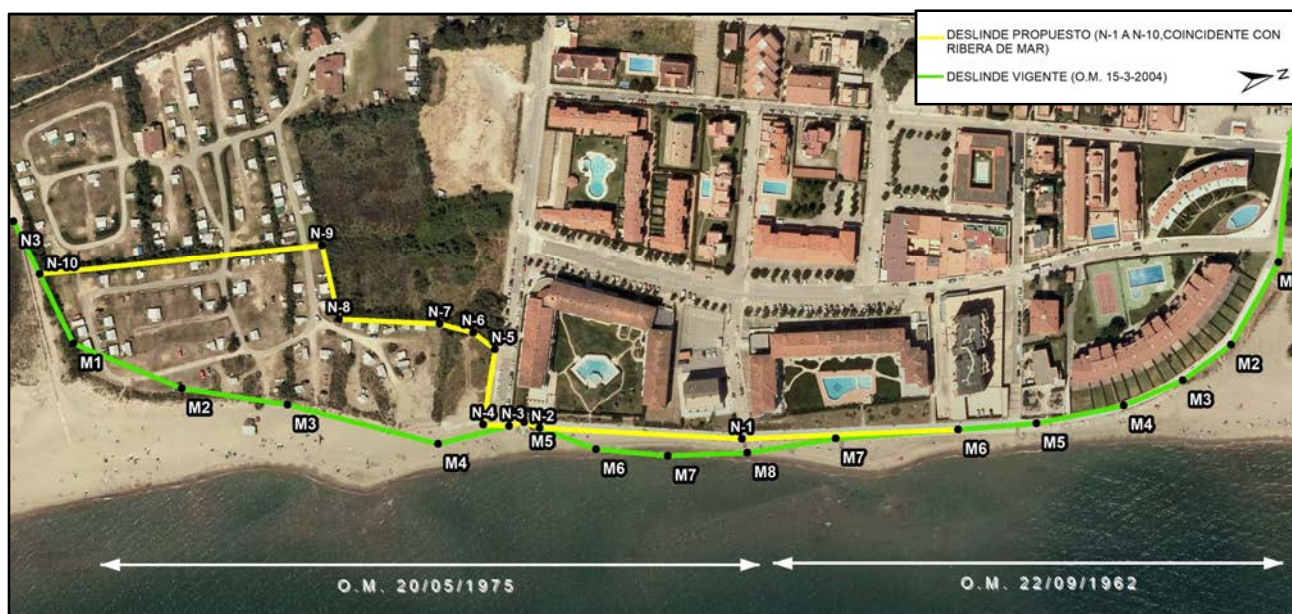 DESLINDE PROPUESTO (N-1 A N-10,COINCIDENTE CON
RIBERA DE MAR)
DESLINDE VIGENTE (O.M. 15-3-2004)
N
N3
N-10
N-9
N-8
N-7
N-6
N-5
M1
M2
M3
M4
N-4
N-3
N-2
M5
M6
M7
N-1
M8
M7
M6
M5
M4
M3
M2
M
O.M. 20/05/1975
O.M. 22/09/1962